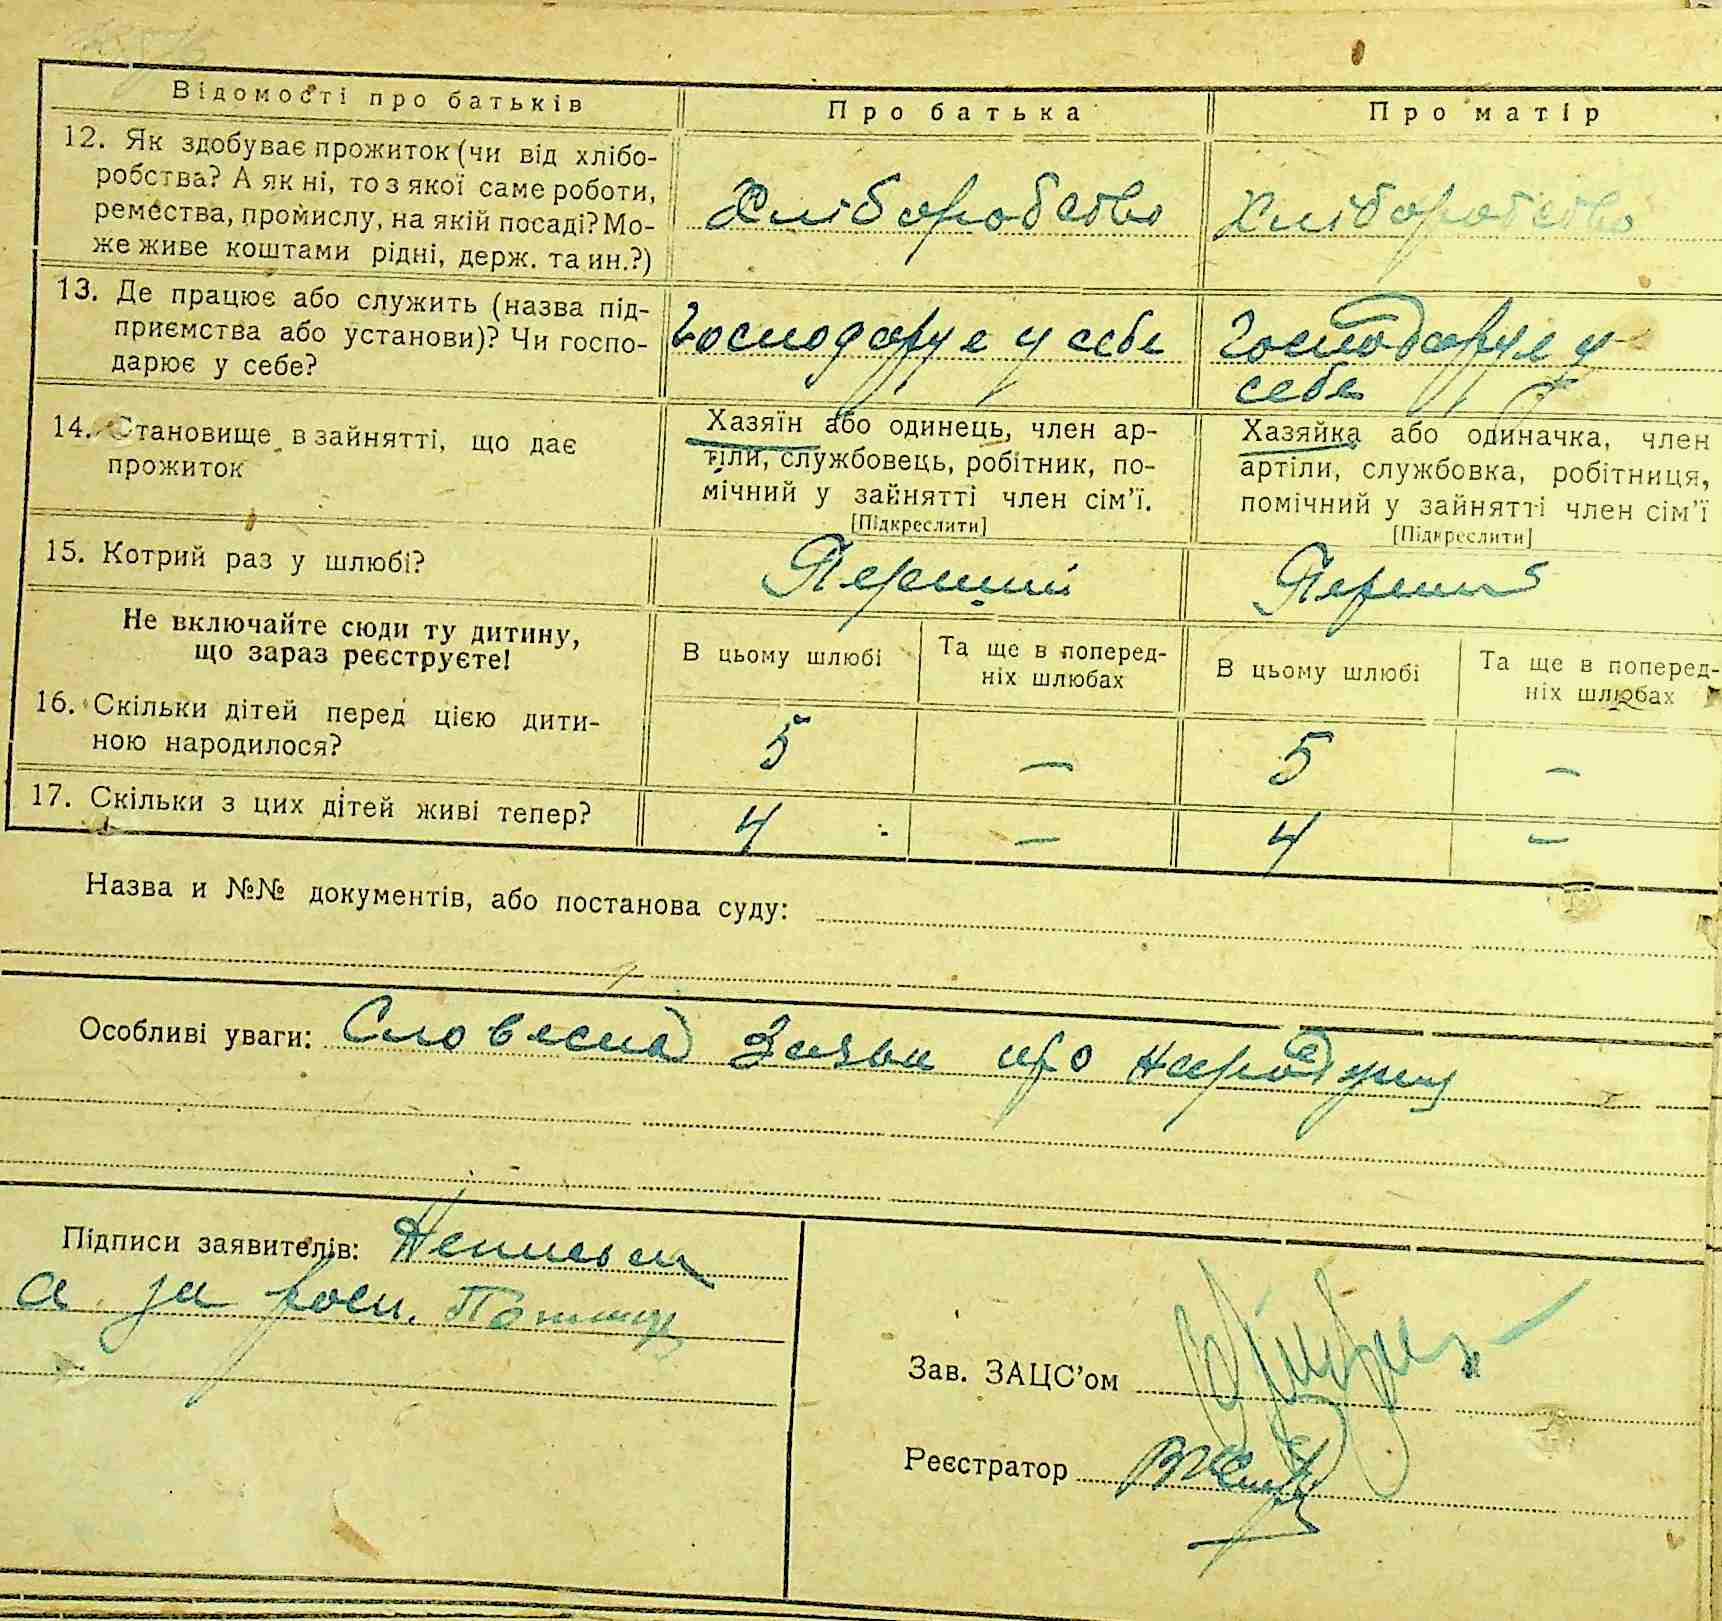 Відомості про батьків
Про батька
Про матір
12. Як здобуває прожиток (чи від хлібо-
робства? А як ні, то з якої саме роботи,
ремества, промислу, на якій посаді? Мо-
же живе коштами рідні, держ. та ин.?)
Хліборобство
Хліборобство
13. Де працює або служить (назва під-
приємства або установи)? Чи госпо-
дарює у себе?
Господарує у себе
Господарує у
себе
14. Становище в зайнятті, що дає
прожиток
Хазяїн або одинець, член ар-
тіли, службовець, робітник, по-
мічний у зайнятті член сім'ї.
[Підкреслити]
Хазяйка або одиначка, член
артіли, службовка, робітниця,
помічний у зайнятті член сім'ї
[Підкреслити]
15. Котрий раз у шлюбі?
Перший
Перший
Не включайте сюди ту дитину,
що зараз реєструєте!
В цьому шлюбі
Та ще в поперед-
ніх шлюбах
В цьому шлюбі
Та ще в поперед-
ніх шлюбах
16. Скільки дітей перед цією дити-
ною народилося?
5
—
5
—
17. Скільки з цих дітей живі тепер?
4
—
4
—
Назва и №№ документів, або постанова суду:
Особливі уваги: Словесна Заява про
Підписи заявителів:
а за
Зав. ЗАЦС'ом
Реєстратор